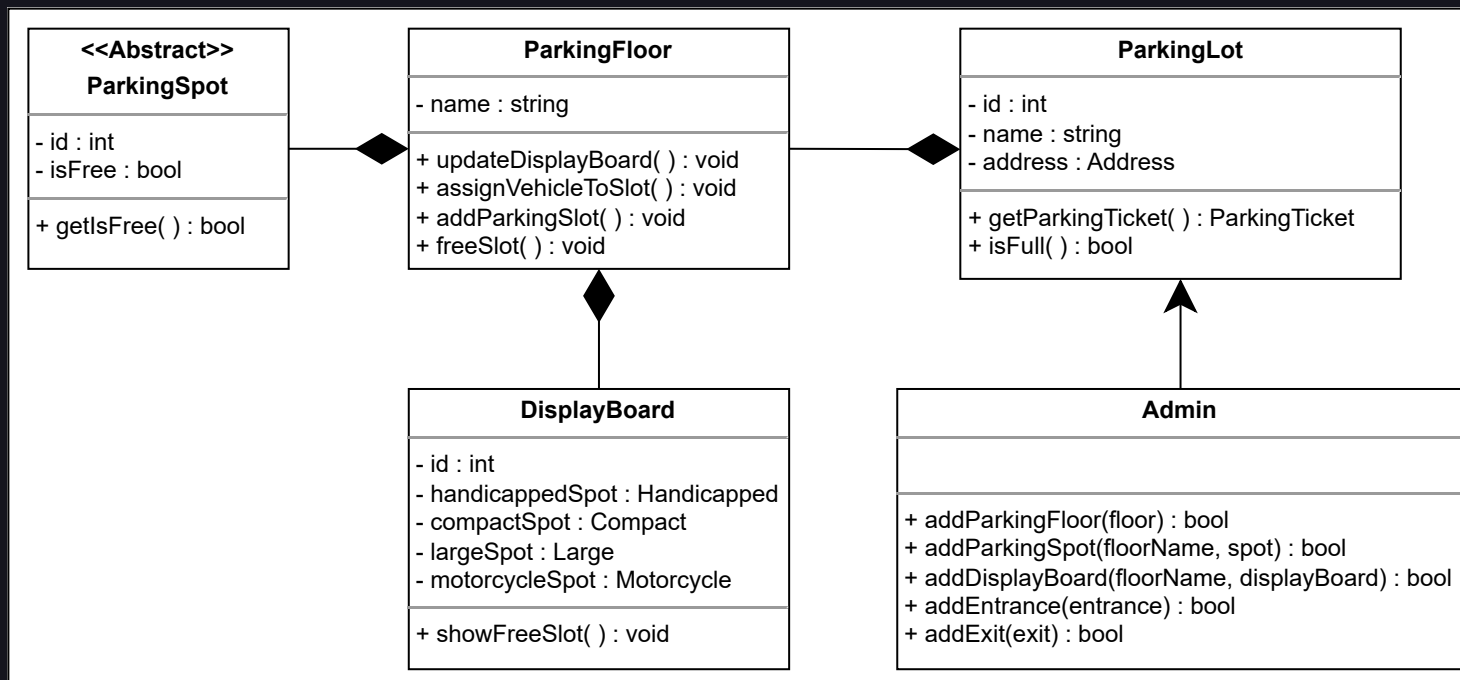 <<Abstract>>
ParkingSpot
- id : int
- isFree : bool
+ getIsFree( ) : bool
ParkingFloor
- name : string
+ updateDisplayBoard( ) : void
+ assignVehicleToSlot( ) : void
+ addParkingSlot( ) : void
+ freeSlot( ) : void
ParkingLot
- id : int
- name : string
- address : Address
+ getParkingTicket( ) : ParkingTicket
+ isFull( ) : bool
DisplayBoard
- id : int
- handicappedSpot : Handicapped
- compactSpot : Compact
- largeSpot : Large
- motorcycleSpot : Motorcycle
+ showFreeSlot( ) : void
Admin
+ addParkingFloor(floor) : bool
+ addParkingSpot(floorName, spot) : bool
+ addDisplayBoard(floorName, displayBoard) : bool
+ addEntrance(entrance) : bool
+ addExit(exit) : bool